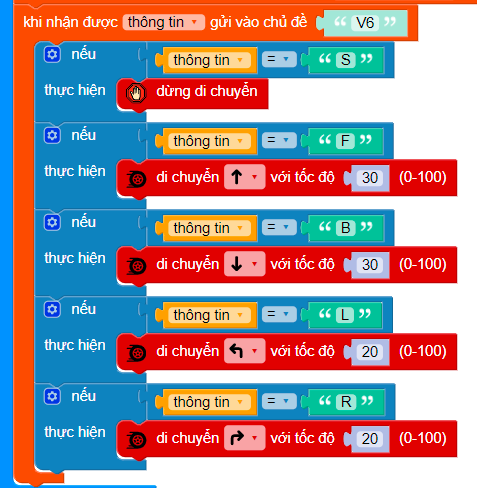 khi nhận được thông tin gửi vào chủ đề “ V6 ”
nếu thông tin = “ S ”
thực hiện dừng di chuyển
nếu thông tin = “ F ”
thực hiện di chuyển ↑ với tốc độ 30 (0-100)
nếu thông tin = “ B ”
thực hiện di chuyển ↓ với tốc độ 30 (0-100)
nếu thông tin = “ L ”
thực hiện di chuyển ↰ với tốc độ 20 (0-100)
nếu thông tin = “ R ”
thực hiện di chuyển ↱ với tốc độ 20 (0-100)